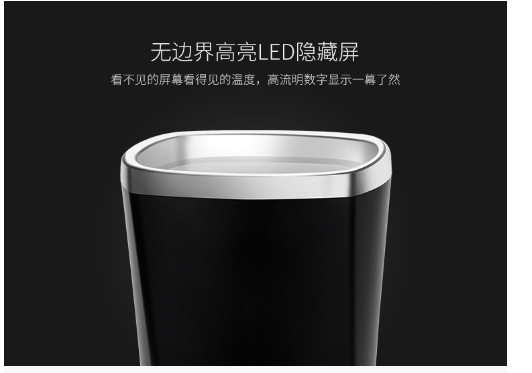 无边界高亮LED隐藏屏
看不见的屏幕看得见的温度，高流明数字显示一幕了然